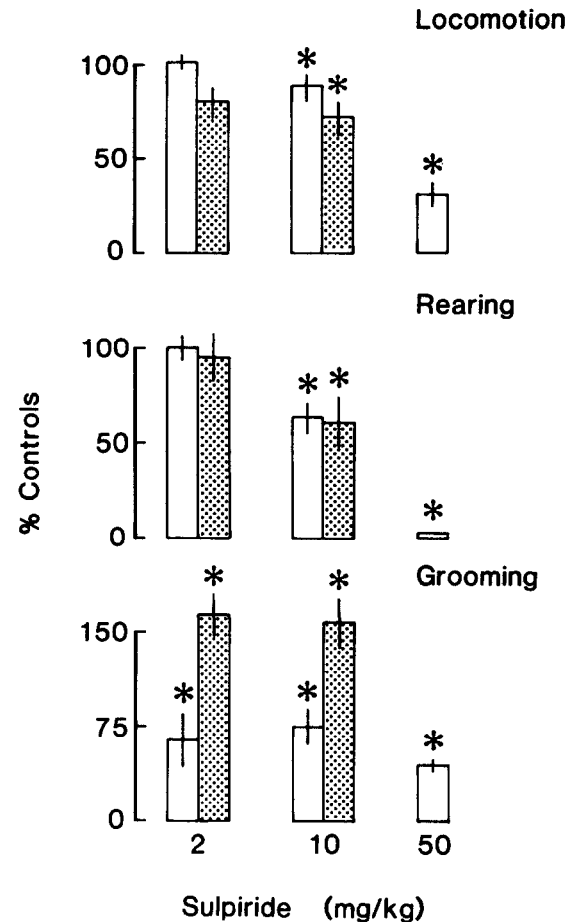 Locomotion
100
* *
50
*
0
Rearing
100
* *
50
*
0
% Controls
Grooming
* *
150
* *
75
*
0
2 10 50
Sulpiride (mg/kg)